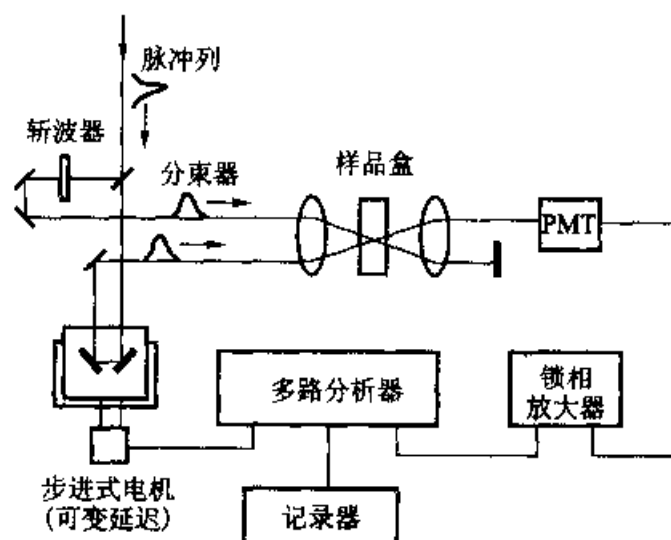 脉冲列
斩波器
分束器
样品盒
PMT
多路分析器
锁相
放大器
步进式电机
(可变延迟)
记录器